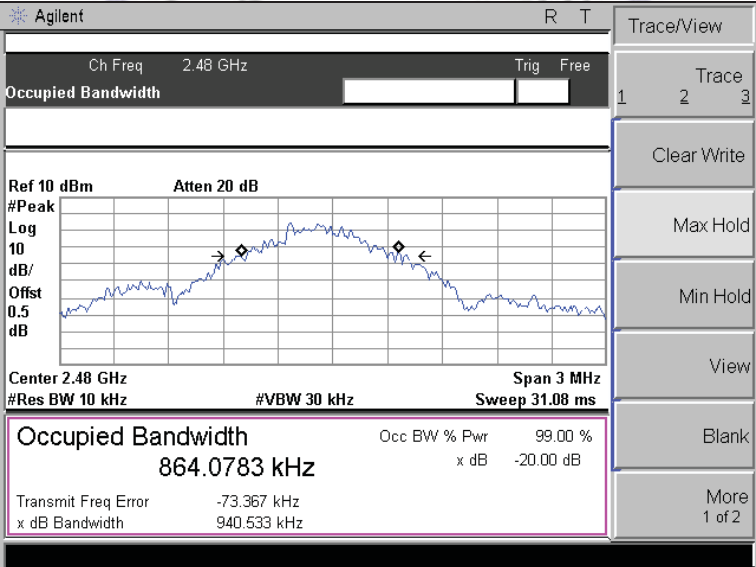 Agilent R T
Trace/View
Ch Freq 2.48 GHz Trig Free
Occupied Bandwidth
Trace
1 2 3
Clear Write
Max Hold
Min Hold
View
Blank
More
1 of 2
Ref 10 dBm Atten 20 dB
#Peak
Log
10
dB/
Offst
0.5
dB
Center 2.48 GHz Span 3 MHz
#Res BW 10 kHz #VBW 30 kHz Sweep 31.08 ms
Occupied Bandwidth Occ BW % Pwr 99.00 %
864.0783 kHz x dB -20.00 dB
Transmit Freq Error -73.367 kHz
x dB Bandwidth 940.533 kHz